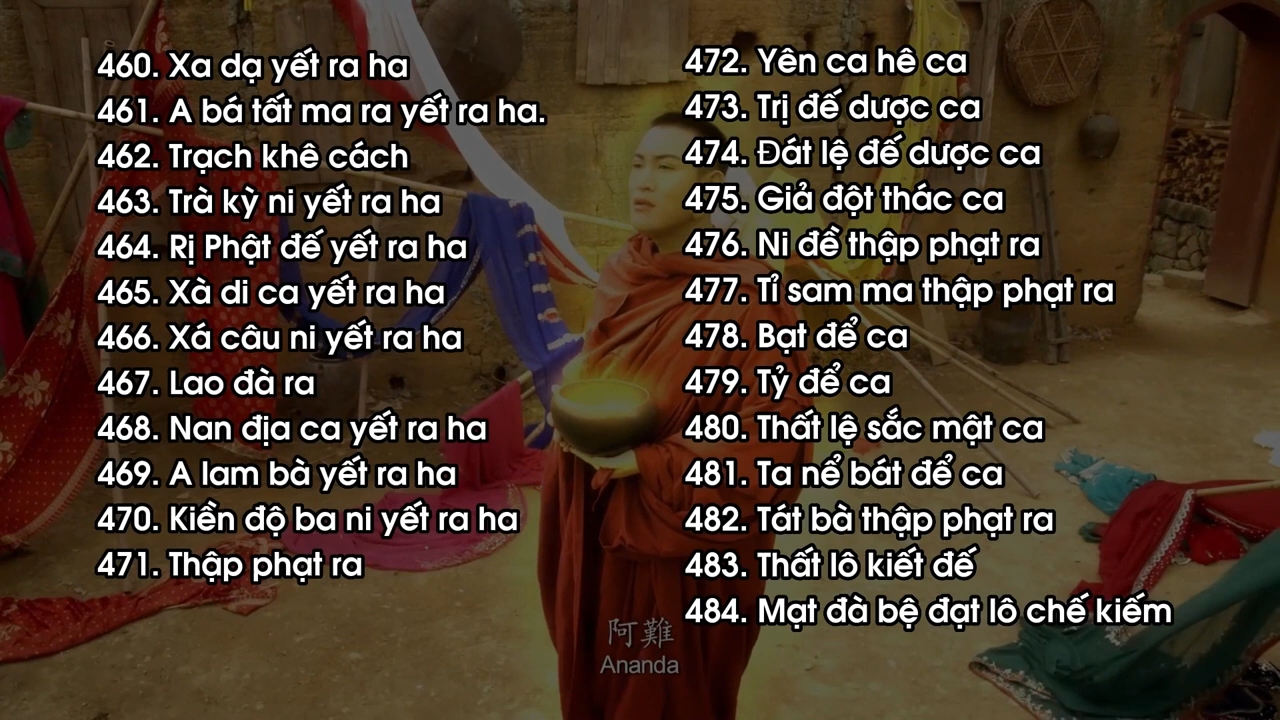 460. Xa dạ yết ra ha
461. A bá tất ma ra yết ra ha.
462. Trạch khê cách
463. Trà kỳ ni yết ra ha
464. Rị Phật đế yết ra ha
465. Xà di ca yết ra ha
466. Xá câu ni yết ra ha
467. Lao đà ra
468. Nan địa ca yết ra ha
469. A lam bà yết ra ha
470. Kiền độ ba ni yết ra ha
471. Thập phạt ra
472. Yên ca hê ca
473. Trị đế dược ca
474. Đát lệ đế dược ca
475. Giả đột thác ca
476. Ni đề thập phạt ra
477. Tỉ sam ma thập phạt ra
478. Bạt để ca
479. Tỷ để ca
480. Thất lệ sắc mật ca
481. Ta nể bát để ca
482. Tát bà thập phạt ra
483. Thất lô kiết đế
484. Mạt đà bệ đạt lô chế kiếm
阿難
Ananda